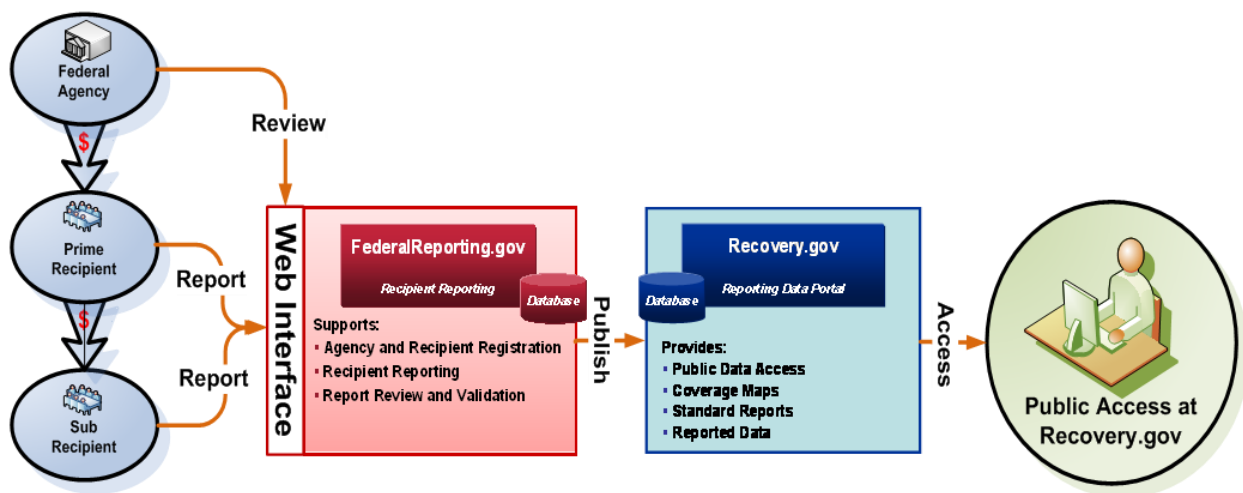 Federal
Agency
$
Prime
Recipient
$
Sub
Recipient
Review
Report
Report
Web Interface
FederalReporting.gov
Recipient Reporting
Database
Supports:
▪ Agency and Recipient Registration
▪ Recipient Reporting
▪ Report Review and Validation
Publish
Recovery.gov
Reporting Data Portal
Database
Provides:
▪ Public Data Access
▪ Coverage Maps
▪ Standard Reports
▪ Reported Data
Access
Public Access at
Recovery.gov